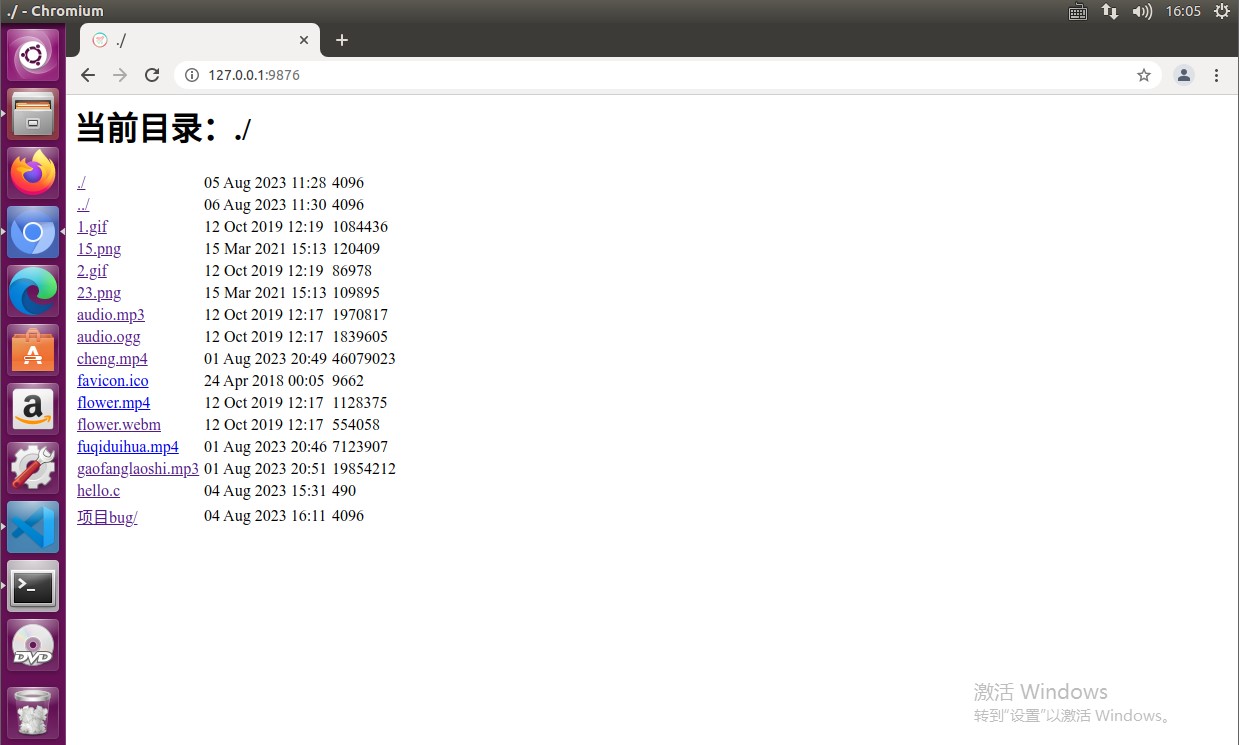 ./ - Chromium
16:05
./
127.0.0.1:9876
当前目录：./
./ 05 Aug 2023 11:28 4096
../ 06 Aug 2023 11:30 4096
1.gif 12 Oct 2019 12:19 1084436
15.png 15 Mar 2021 15:13 120409
2.gif 12 Oct 2019 12:19 86978
23.png 15 Mar 2021 15:13 109895
audio.mp3 12 Oct 2019 12:17 1970817
audio.ogg 12 Oct 2019 12:17 1839605
cheng.mp4 01 Aug 2023 20:49 46079023
favicon.ico 24 Apr 2018 00:05 9662
flower.mp4 12 Oct 2019 12:17 1128375
flower.webm 12 Oct 2019 12:17 554058
fuqiduihua.mp4 01 Aug 2023 20:46 7123907
gaofanglaoshi.mp3 01 Aug 2023 20:51 19854212
hello.c 04 Aug 2023 15:31 490
项目bug/ 04 Aug 2023 16:11 4096
DVD
激活 Windows
转到“设置”以激活 Windows。